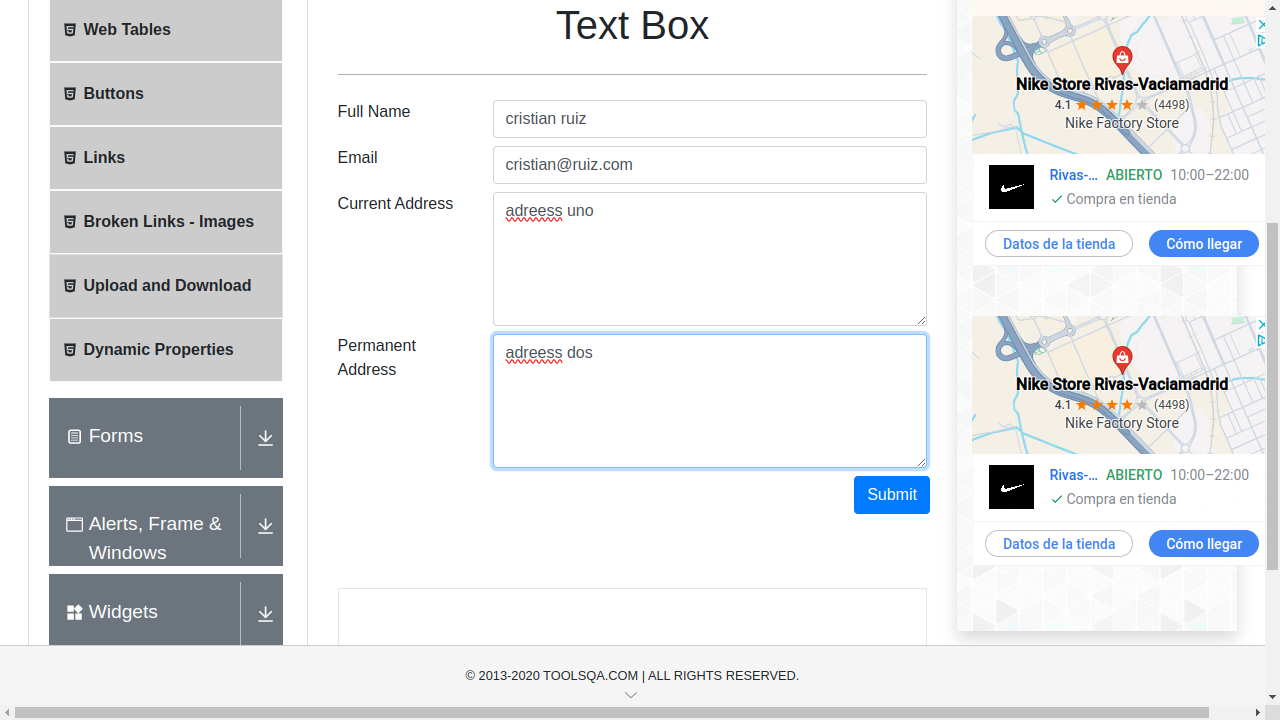 Web Tables
Buttons
Links
Broken Links - Images
Upload and Download
Dynamic Properties
Forms
Alerts, Frame &
Windows
Widgets
Text Box
Full Name
cristian ruiz
Email
cristian@ruiz.com
Current Address
adreess uno
Permanent
Address
adreess dos
Submit
Nike Store Rivas-Vaciamadrid
4.1 (4498)
Nike Factory Store
Rivas-... ABIERTO 10:00–22:00
Compra en tienda
Datos de la tienda
Cómo llegar
Nike Store Rivas-Vaciamadrid
4.1 (4498)
Nike Factory Store
Rivas-... ABIERTO 10:00–22:00
Compra en tienda
Datos de la tienda
Cómo llegar
© 2013-2020 TOOLSQA.COM | ALL RIGHTS RESERVED.